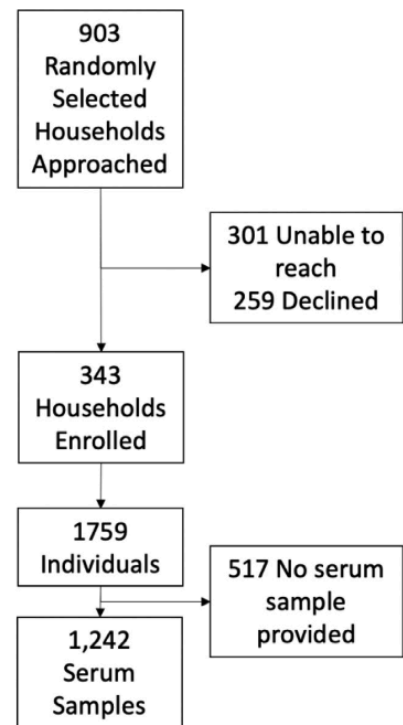 903
Randomly
Selected
Households
Approached
301 Unable to
reach
259 Declined
343
Households
Enrolled
1759
Individuals
517 No serum
sample
provided
1,242
Serum
Samples